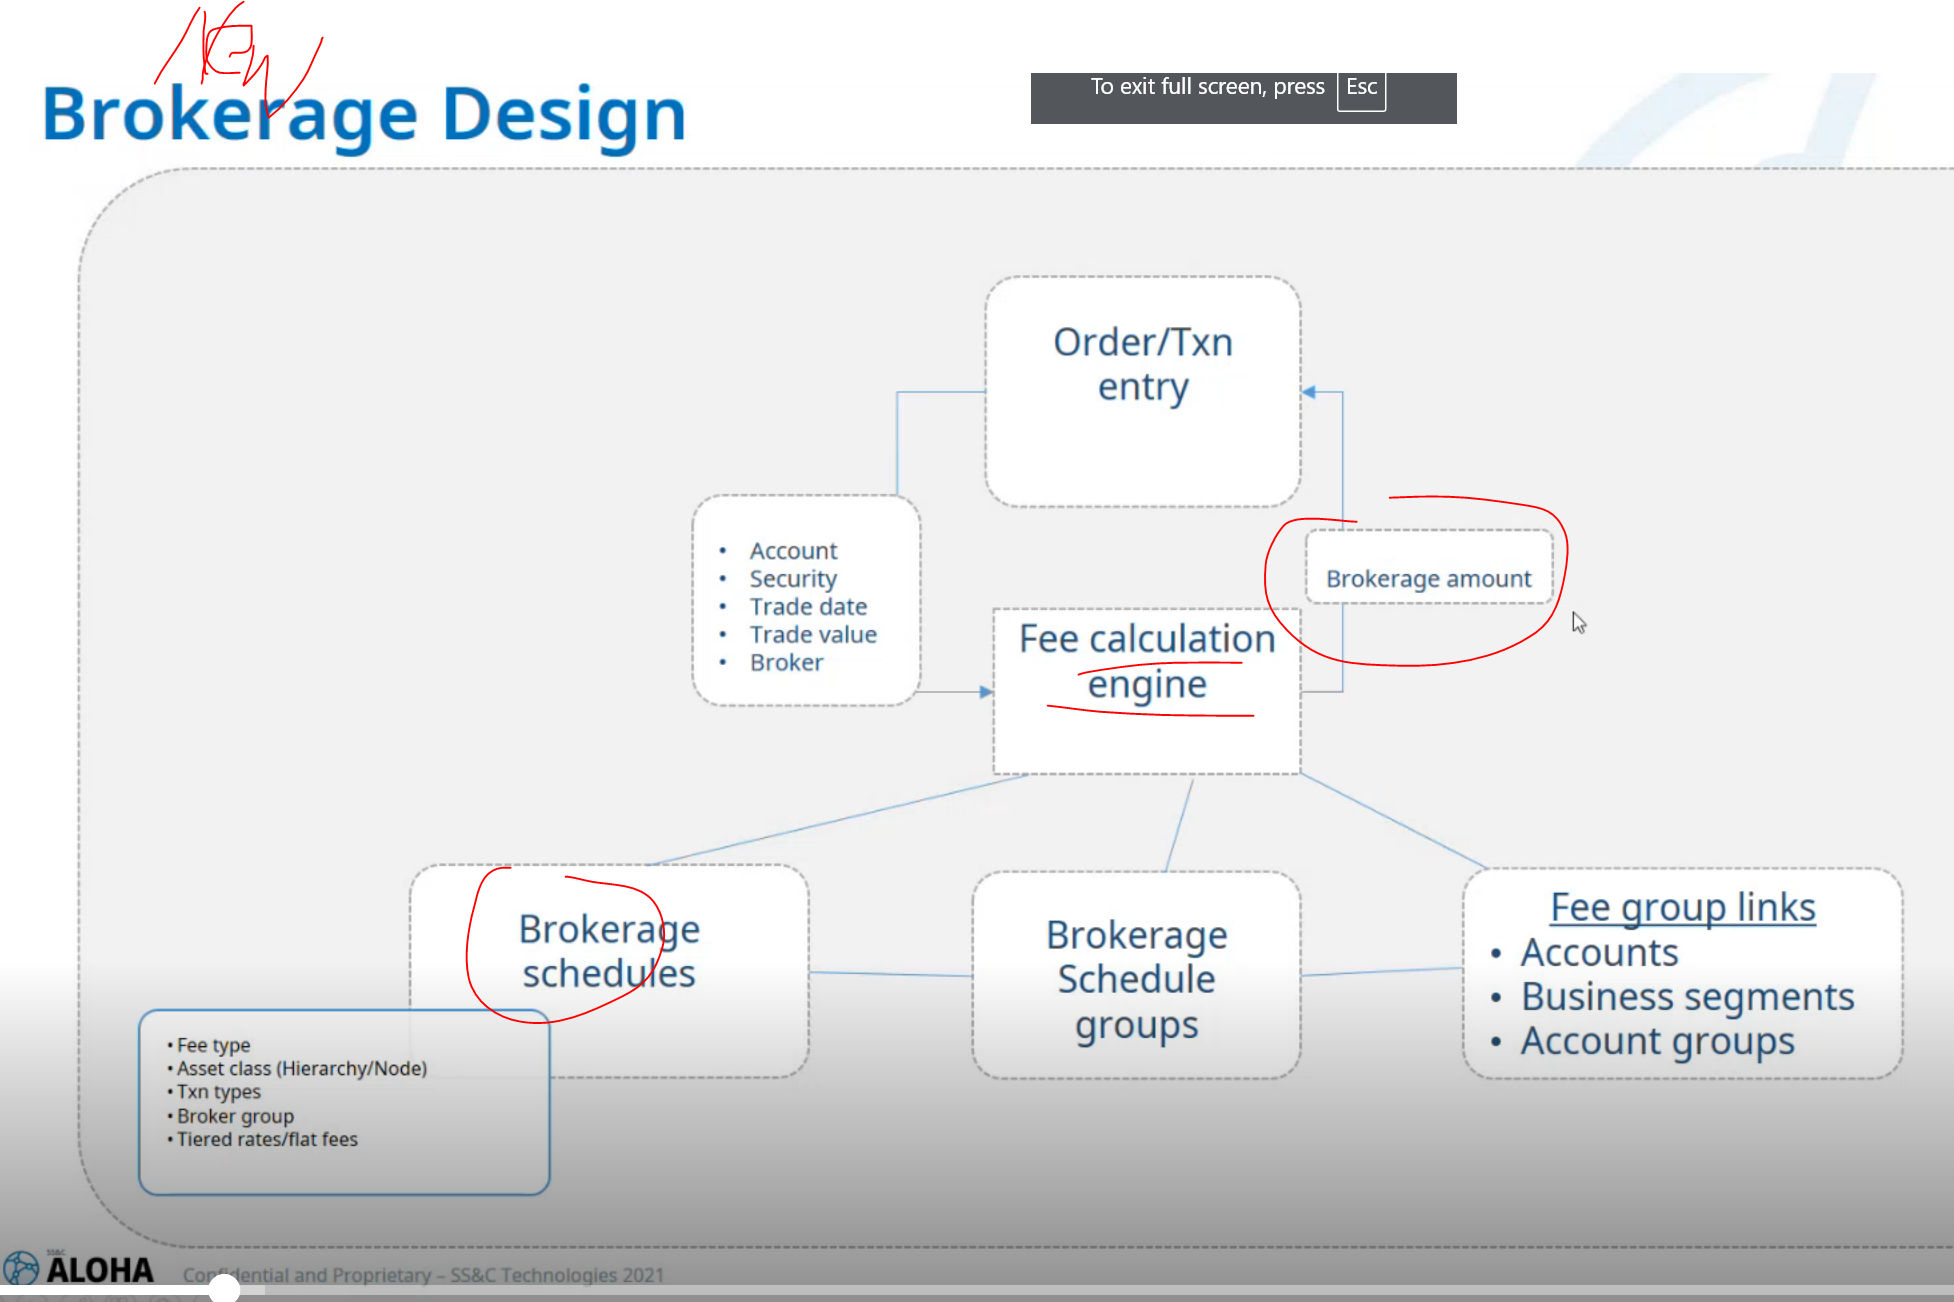 NEW
Brokerage Design
To exit full screen, press Esc
Order/Txn
entry
• Account
• Security
• Trade date
• Trade value
• Broker
Brokerage amount
Fee calculation
engine
Brokerage
schedules
• Fee type
• Asset class (Hierarchy/Node)
• Txn types
• Broker group
• Tiered rates/flat fees
Brokerage
Schedule
groups
Fee group links
• Accounts
• Business segments
• Account groups
SS&C
ALOHA
Confidential and Proprietary – SS&C Technologies 2021